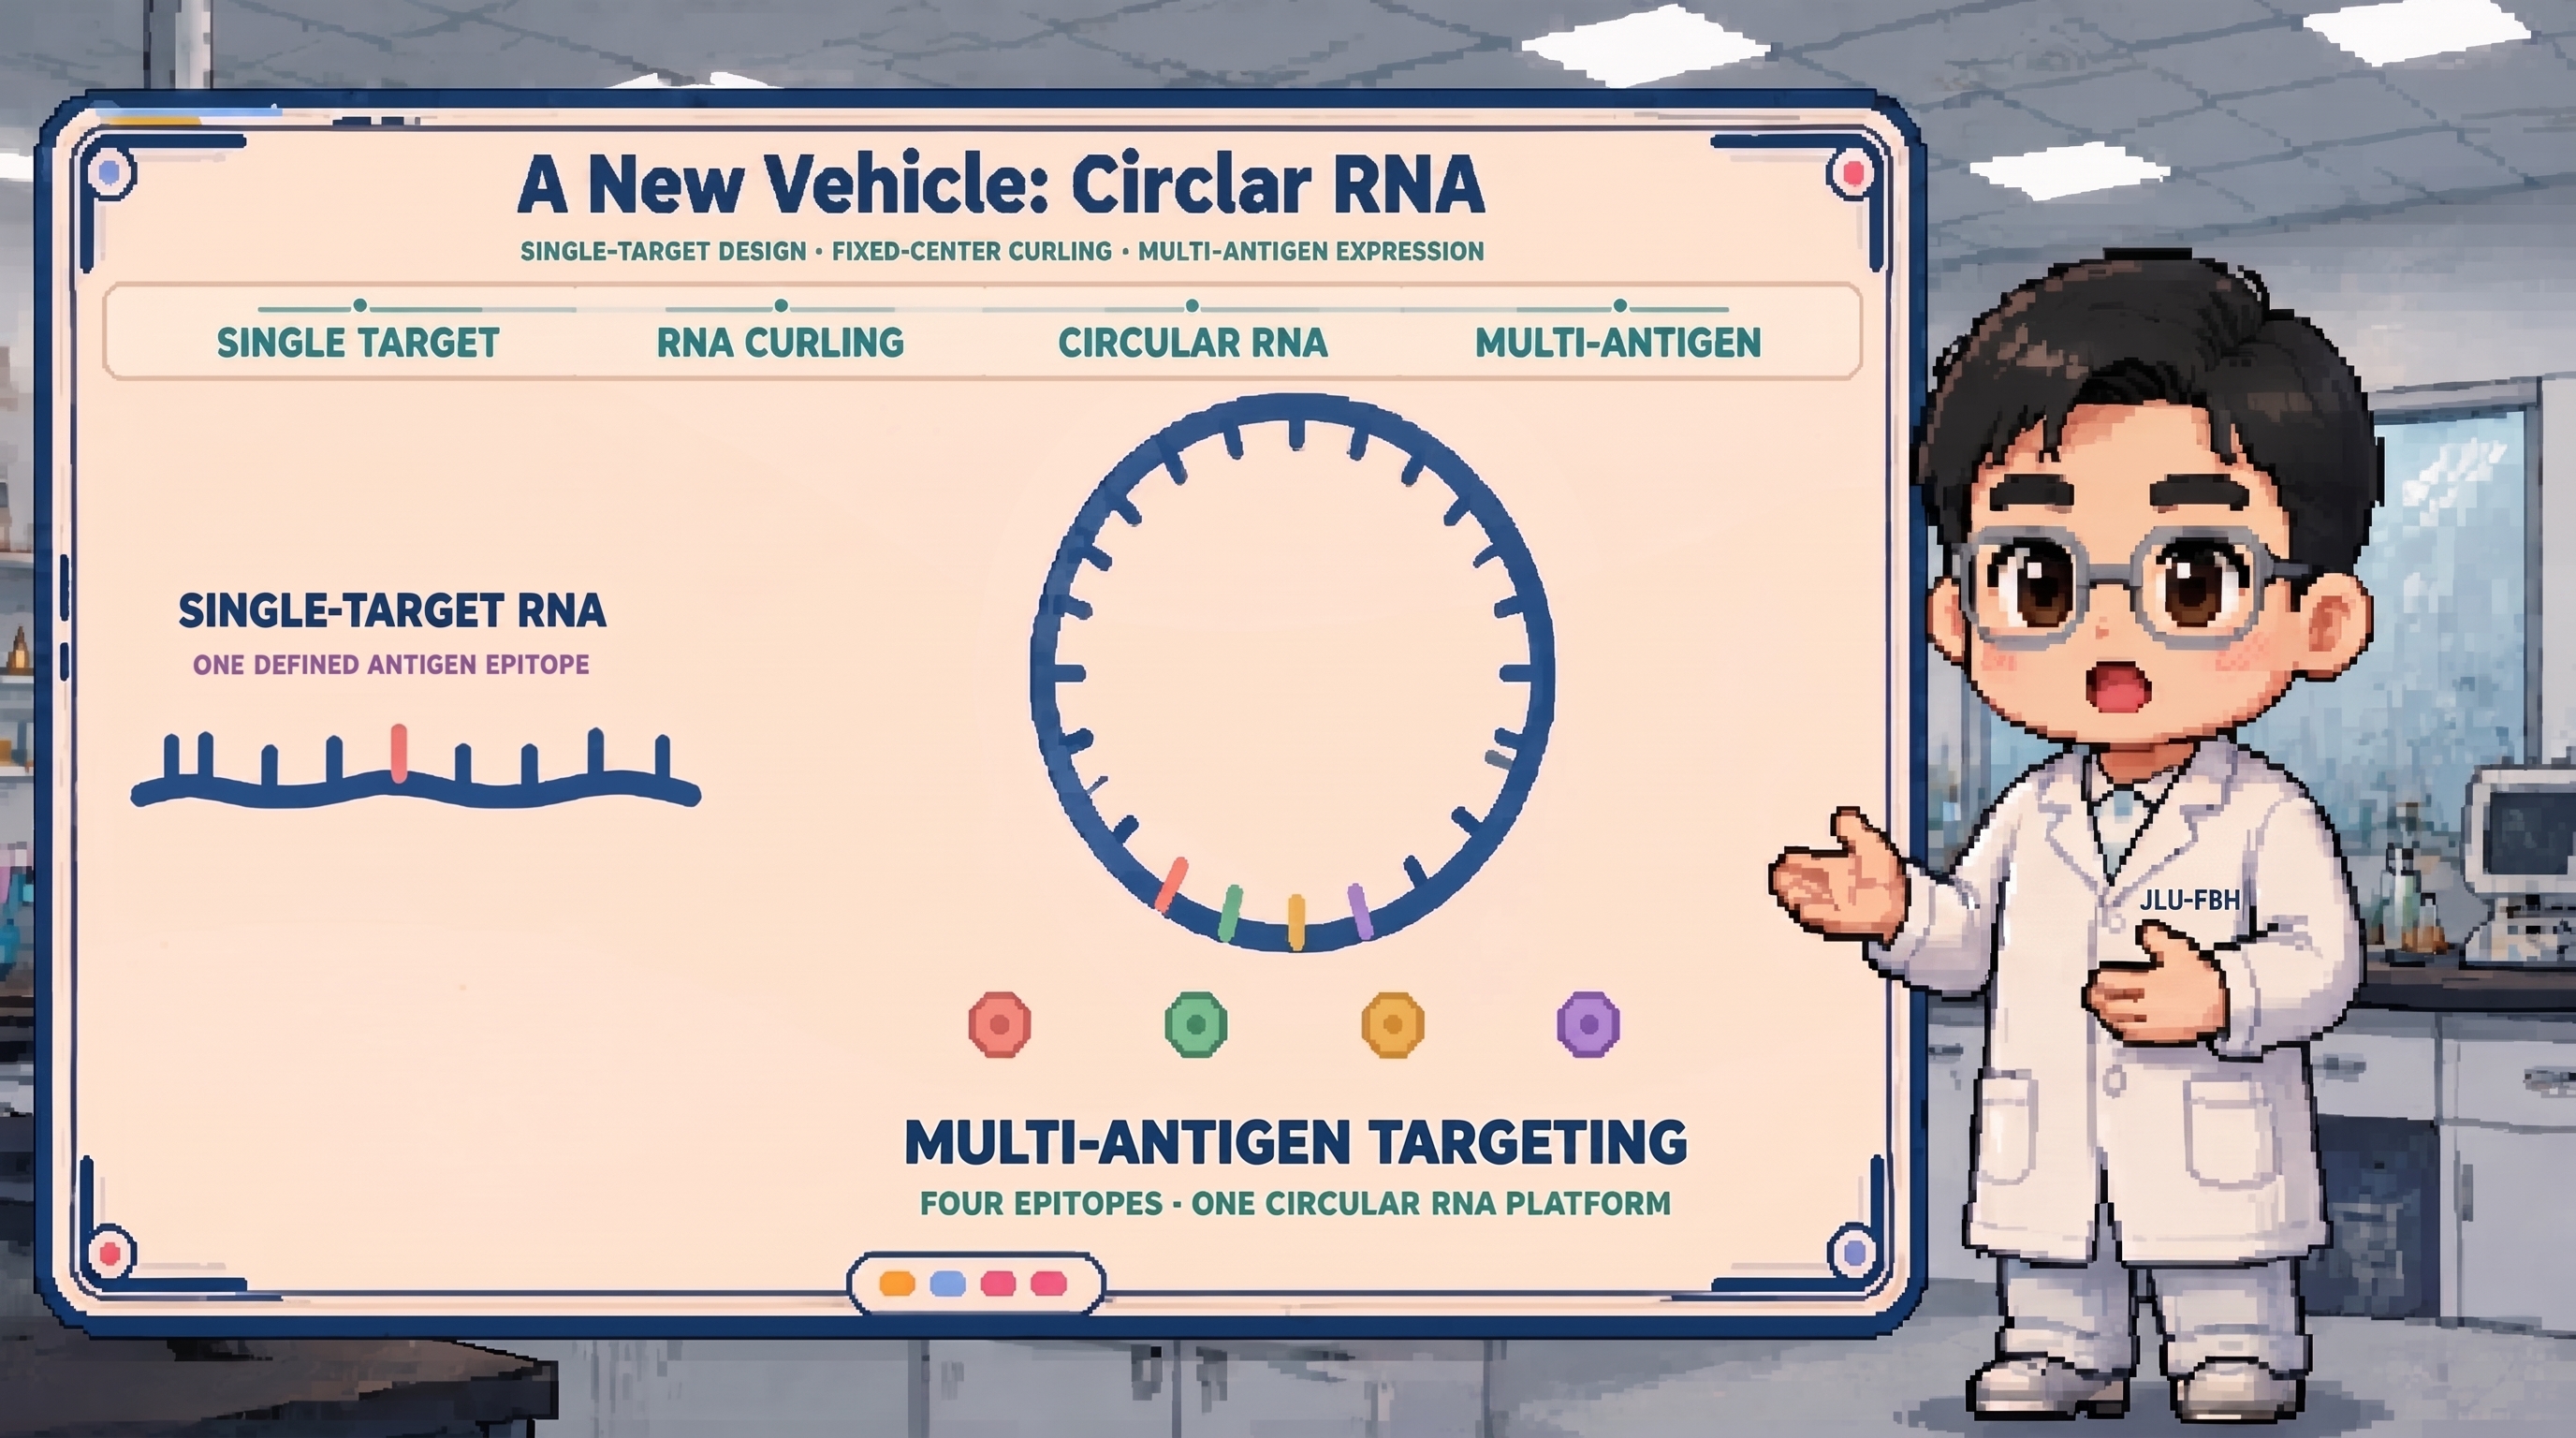 A New Vehicle: Circlar RNA
SINGLE-TARGET DESIGN · FIXED-CENTER CURLING · MULTI-ANTIGEN EXPRESSION
SINGLE TARGET
RNA CURLING
CIRCULAR RNA
MULTI-ANTIGEN
SINGLE-TARGET RNA
ONE DEFINED ANTIGEN EPITOPE
JLU-FBH
MULTI-ANTIGEN TARGETING
FOUR EPITOPES · ONE CIRCULAR RNA PLATFORM